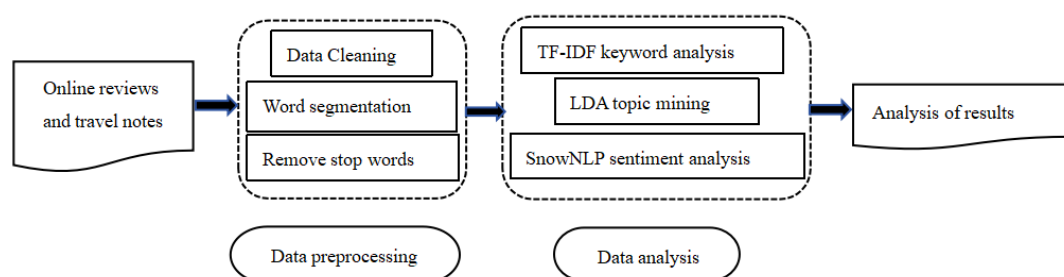 Online reviews
and travel notes
Data Cleaning
Word segmentation
Remove stop words
TF-IDF keyword analysis
LDA topic mining
SnowNLP sentiment analysis
Analysis of results
Data preprocessing
Data analysis